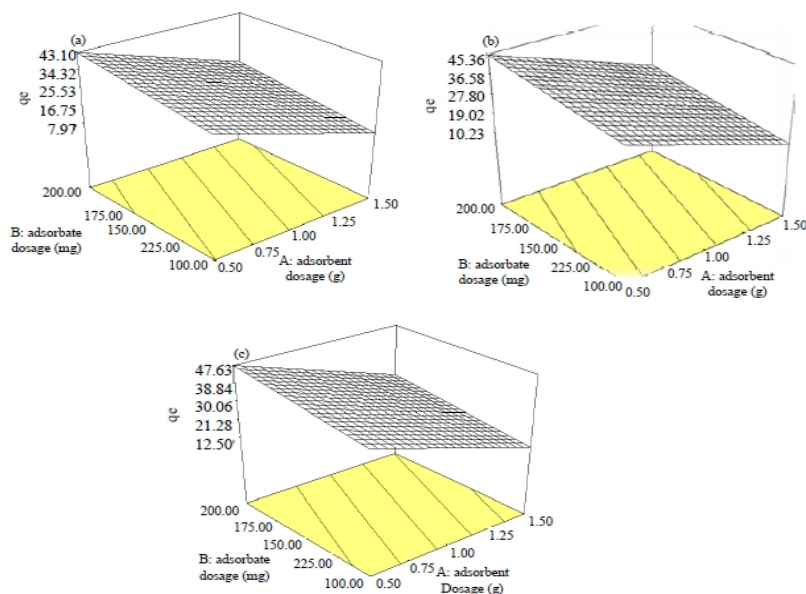 (a)
43.10
34.32
25.53
16.75
7.97
qe
200.00
175.00
150.00
225.00
100.00
B: adsorbate
dosage (mg)
0.50
0.75
1.00
1.25
1.50
A: adsorbent
dosage (g)
(b)
45.36
36.58
27.80
19.02
10.23
qe
200.00
175.00
150.00
225.00
100.00
B: adsorbate
dosage (mg)
0.50
0.75
1.00
1.25
1.50
A: adsorbent
dosage (g)
(c)
47.63
38.84
30.06
21.28
12.50
qe
200.00
175.00
150.00
225.00
100.00
B: adsorbate
dosage (mg)
0.50
0.75
1.00
1.25
1.50
A: adsorbent
Dosage (g)